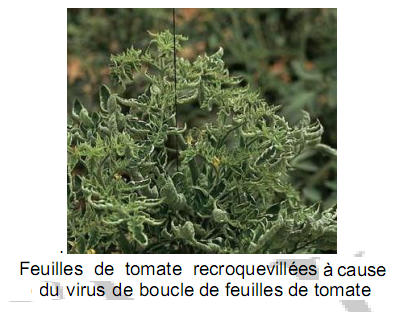 Feuilles de tomate recroquevillées à cause
du virus de boucle de feuilles de tomate